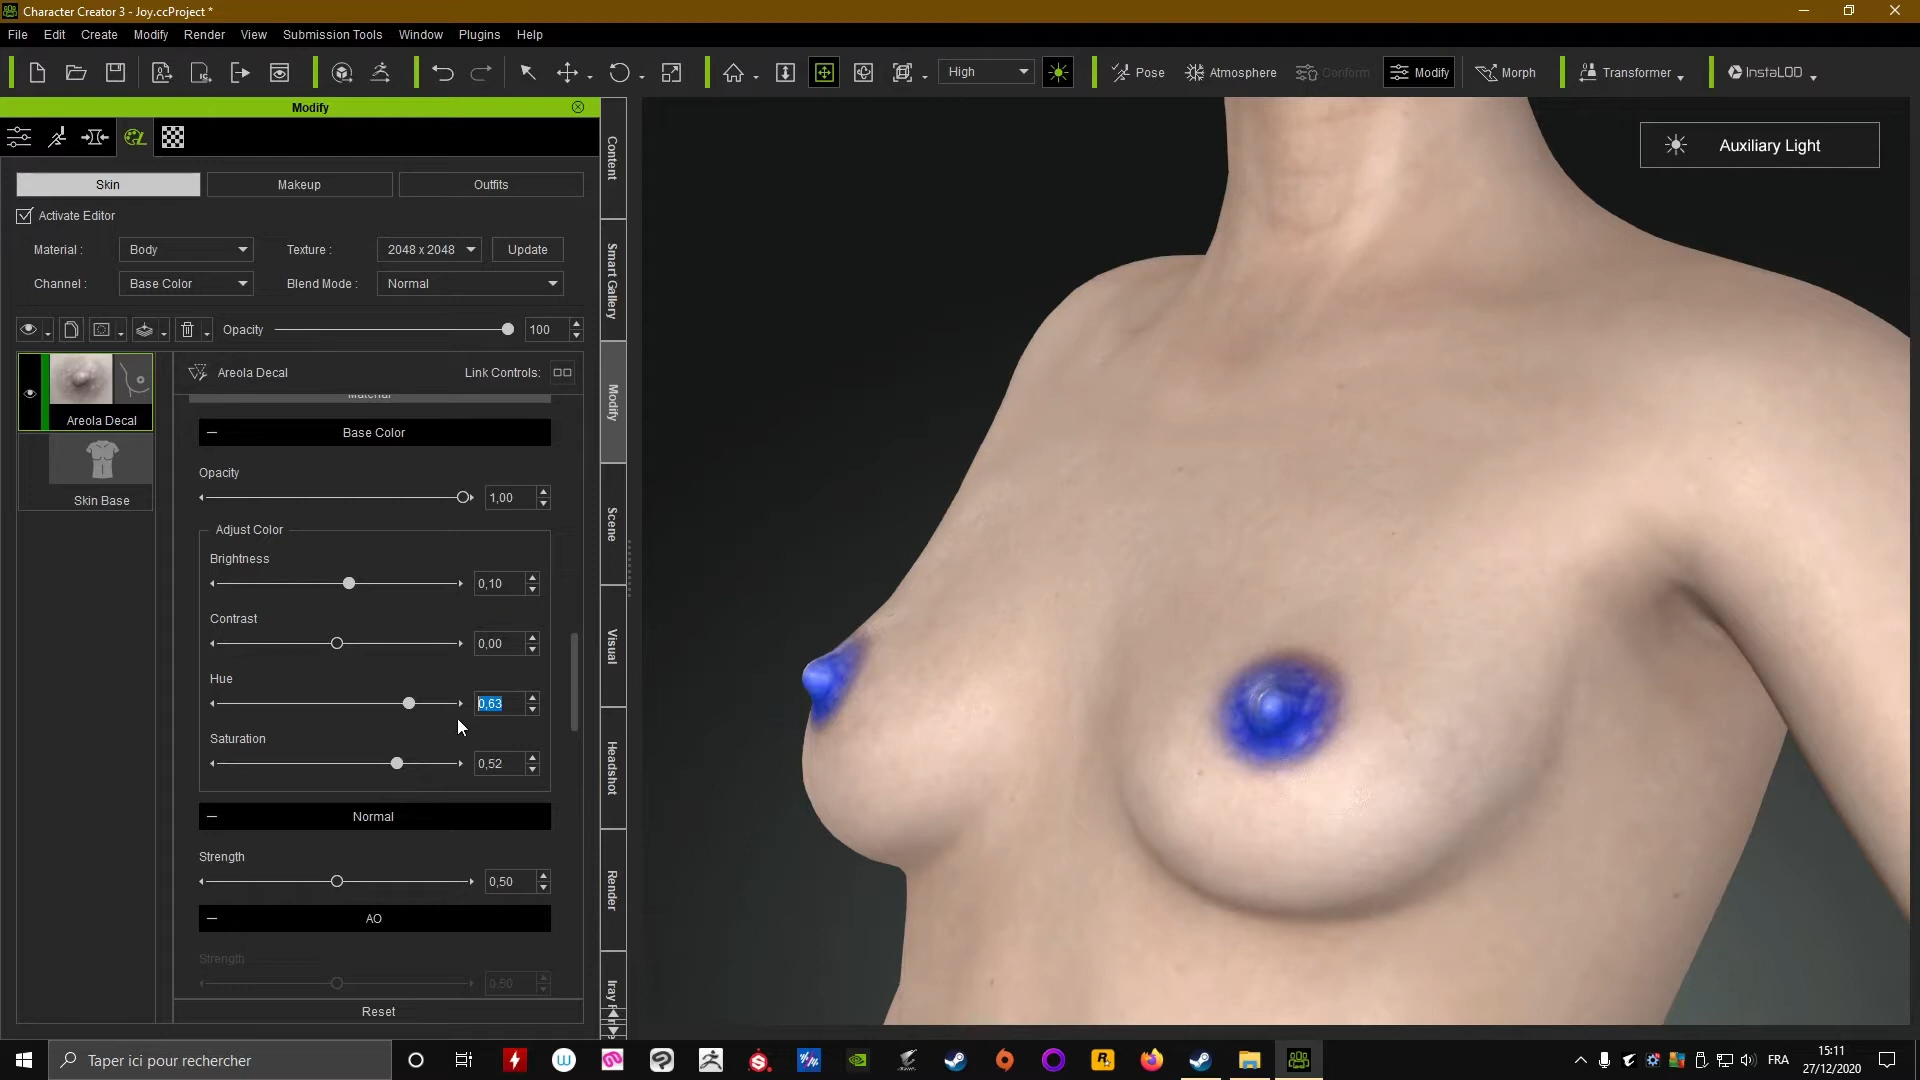 Character Creator 3 - Joy.ccProject *
File Edit Create Modify Render View Submission Tools Window Plugins Help
High Pose Atmosphere Conform Modify Morph Transformer InstaLOD
Modify
Skin Makeup Outfits
Activate Editor
Material : Body Texture : 2048 x 2048 Update
Channel : Base Color Blend Mode : Normal
Opacity 100
Areola Decal
Skin Base
Areola Decal Link Controls:
Material
Base Color
Opacity
1,00
Adjust Color
Brightness
0,10
Contrast
0,00
Hue
0,63
Saturation
0,52
Normal
Strength
0,50
AO
Strength
0,50
Reset
Content
Smart Gallery
Modify
Scene
Visual
Headshot
Render
Iray
Auxiliary Light
Taper ici pour rechercher
FRA
15:11
27/12/2020